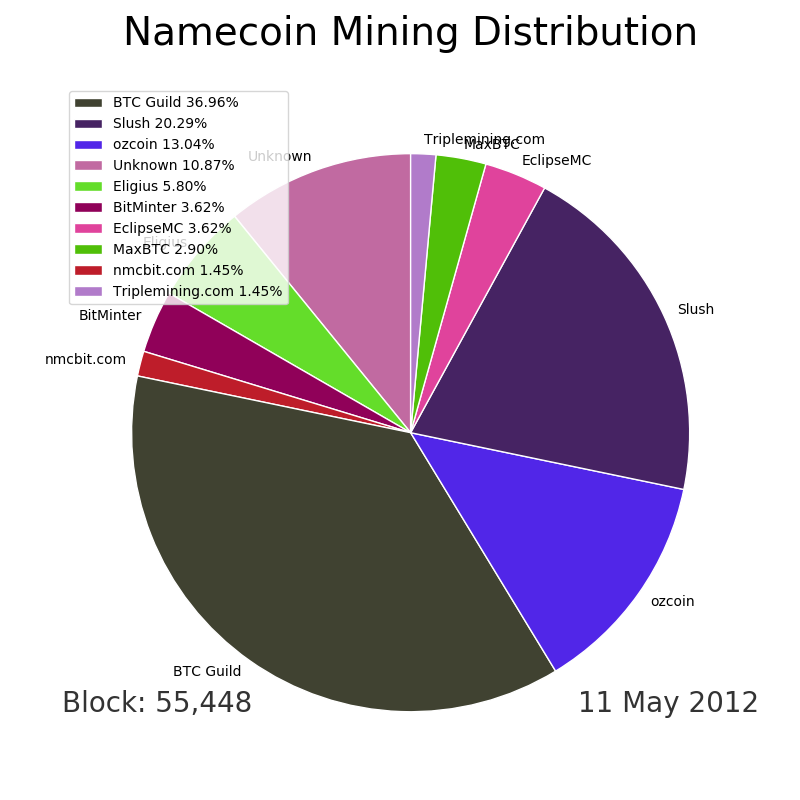 Namecoin Mining Distribution
BTC Guild 36.96%
Slush 20.29%
ozcoin 13.04%
Unknown 10.87%
Eligius 5.80%
BitMinter 3.62%
EclipseMC 3.62%
MaxBTC 2.90%
nmcbit.com 1.45%
Triplemining.com 1.45%
Triplemining.com
MaxBTC
EclipseMC
Unknown
Eligius
BitMinter
nmcbit.com
Slush
ozcoin
BTC Guild
Block: 55,448
11 May 2012